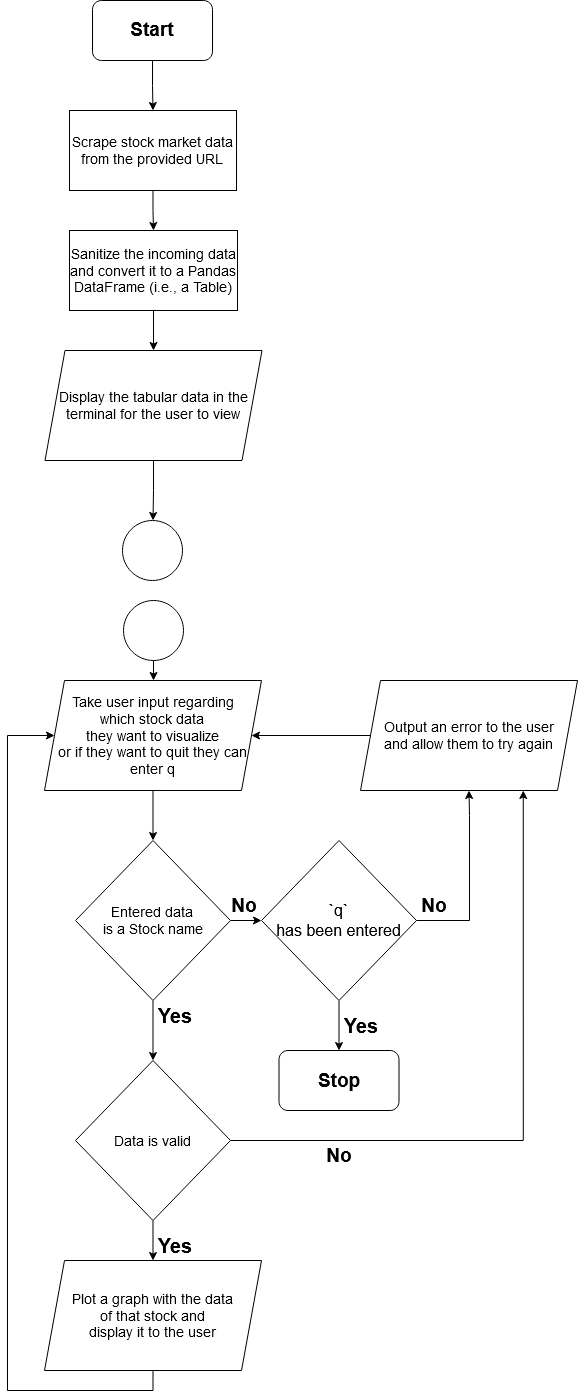 Start
Scrape stock market data
from the provided URL
Sanitize the incoming data
and convert it to a Pandas
DataFrame (i.e., a Table)
Display the tabular data in the
terminal for the user to view
Take user input regarding
which stock data
they want to visualize
or if they want to quit they can
enter q
Output an error to the user
and allow them to try again
Entered data
is a Stock name
No
`q`
has been entered
No
Yes
Yes
Stop
Data is valid
No
Yes
Plot a graph with the data
of that stock and
display it to the user